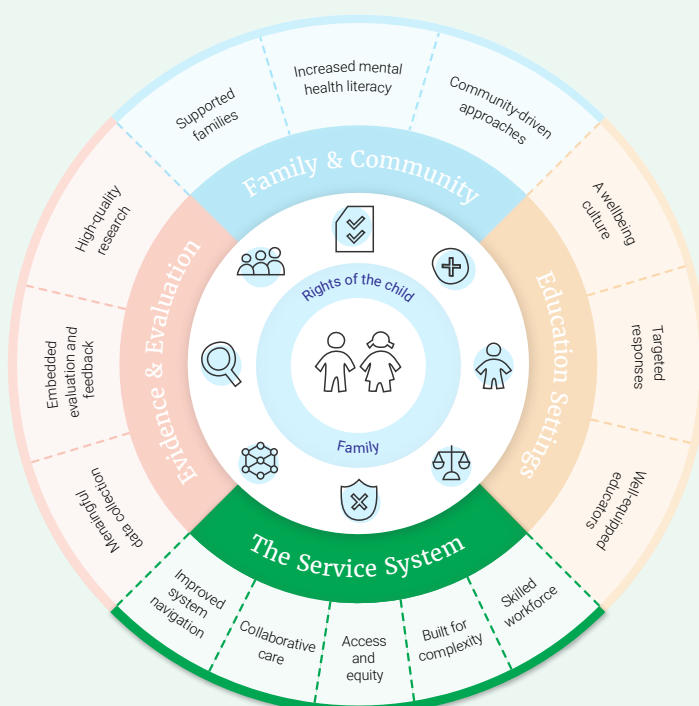 Supported
families
Increased mental
health literacy
Community-driven
approaches
Family & Community
A wellbeing
culture
Targeted
responses
Well-equipped
educators
Education Settings
Skilled
workforce
Built for
complexity
Access
and
equity
Collaborative
care
Improved
system
navigation
The Service System
Menaingful
data collection
Embedded
evaluation and
feedback
High-quality
research
Evidence & Evaluation
Rights of the child
Family